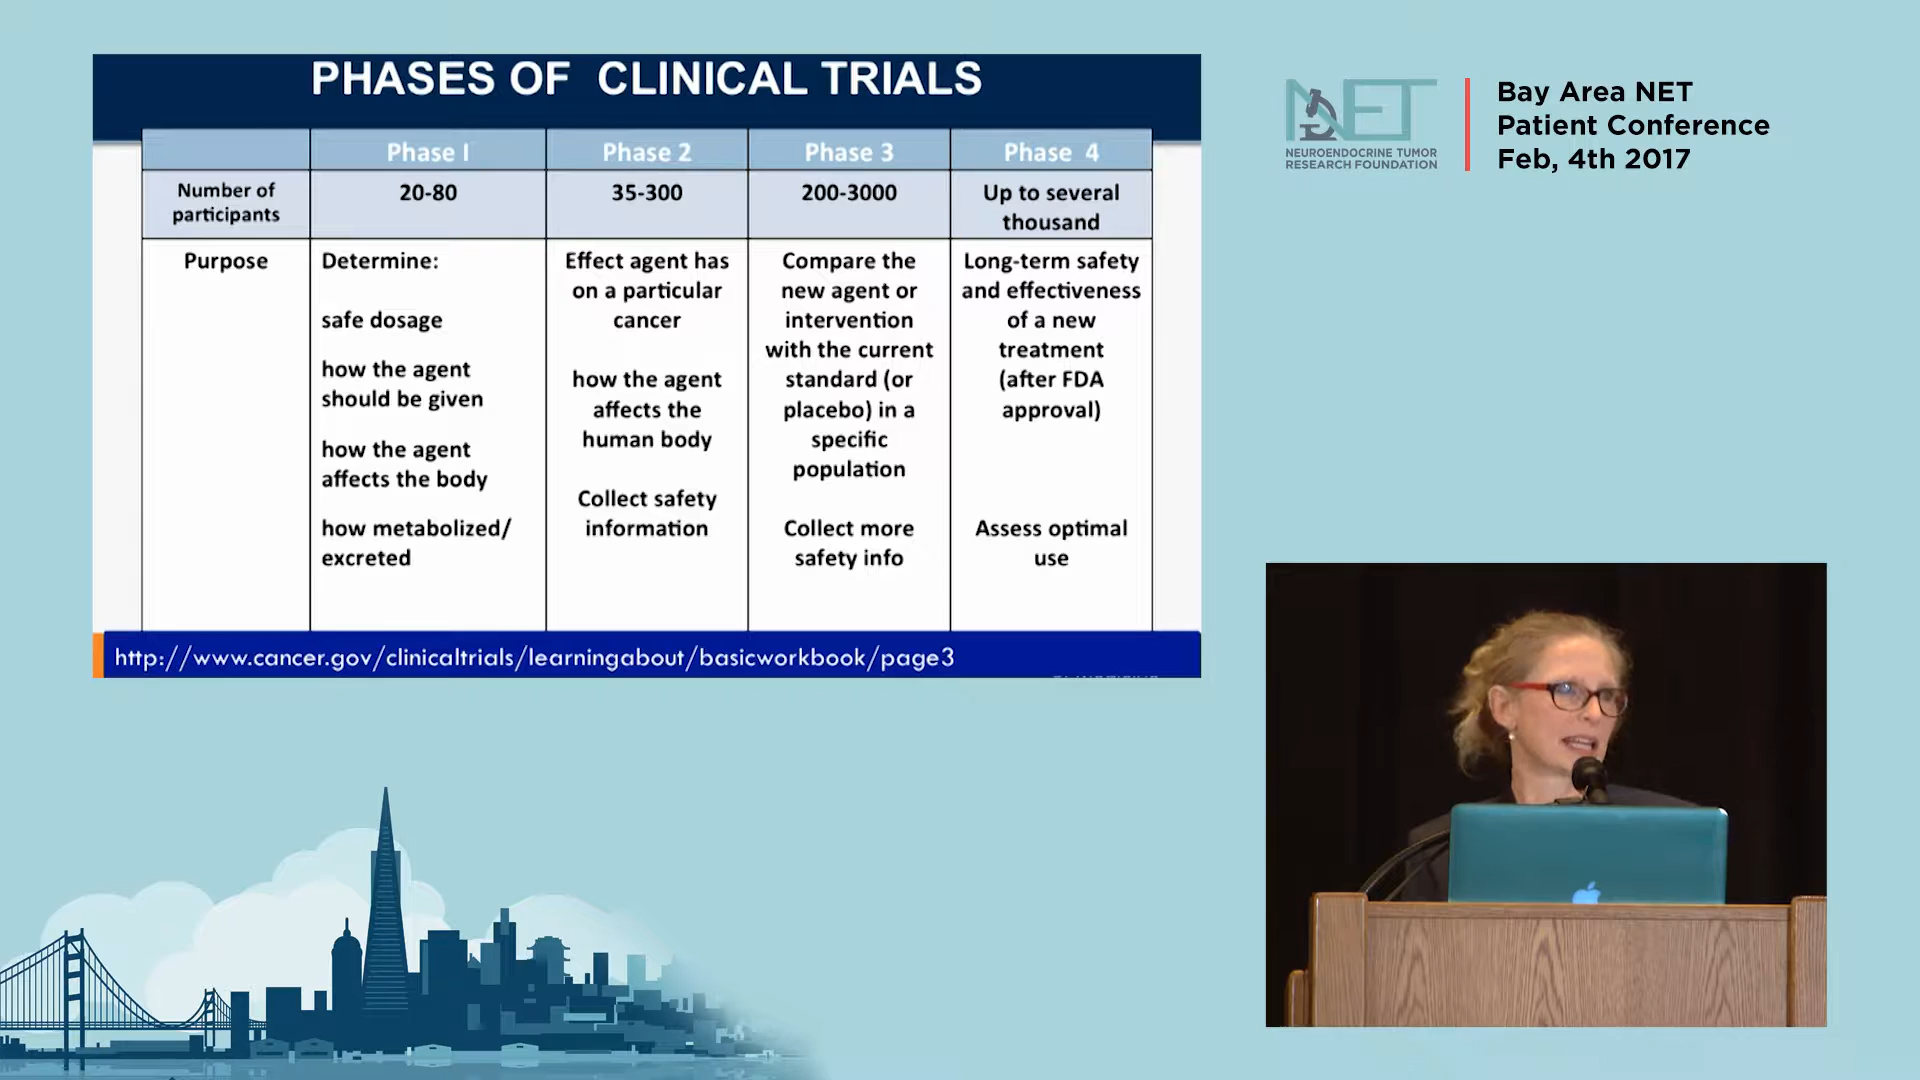 PHASES OF CLINICAL TRIALS
Phase I
Phase 2
Phase 3
Phase 4
Number of
participants
20-80
35-300
200-3000
Up to several
thousand
Purpose
Determine:
safe dosage
how the agent
should be given
how the agent
affects the body
how metabolized/
excreted
Effect agent has
on a particular
cancer
how the agent
affects the
human body
Collect safety
information
Compare the
new agent or
intervention
with the current
standard (or
placebo) in a
specific
population
Collect more
safety info
Long-term safety
and effectiveness
of a new
treatment
(after FDA
approval)
Assess optimal
use
http://www.cancer.gov/clinicaltrials/learningabout/basicworkbook/page3
NET
NEUROENDOCRINE TUMOR
RESEARCH FOUNDATION
Bay Area NET
Patient Conference
Feb, 4th 2017